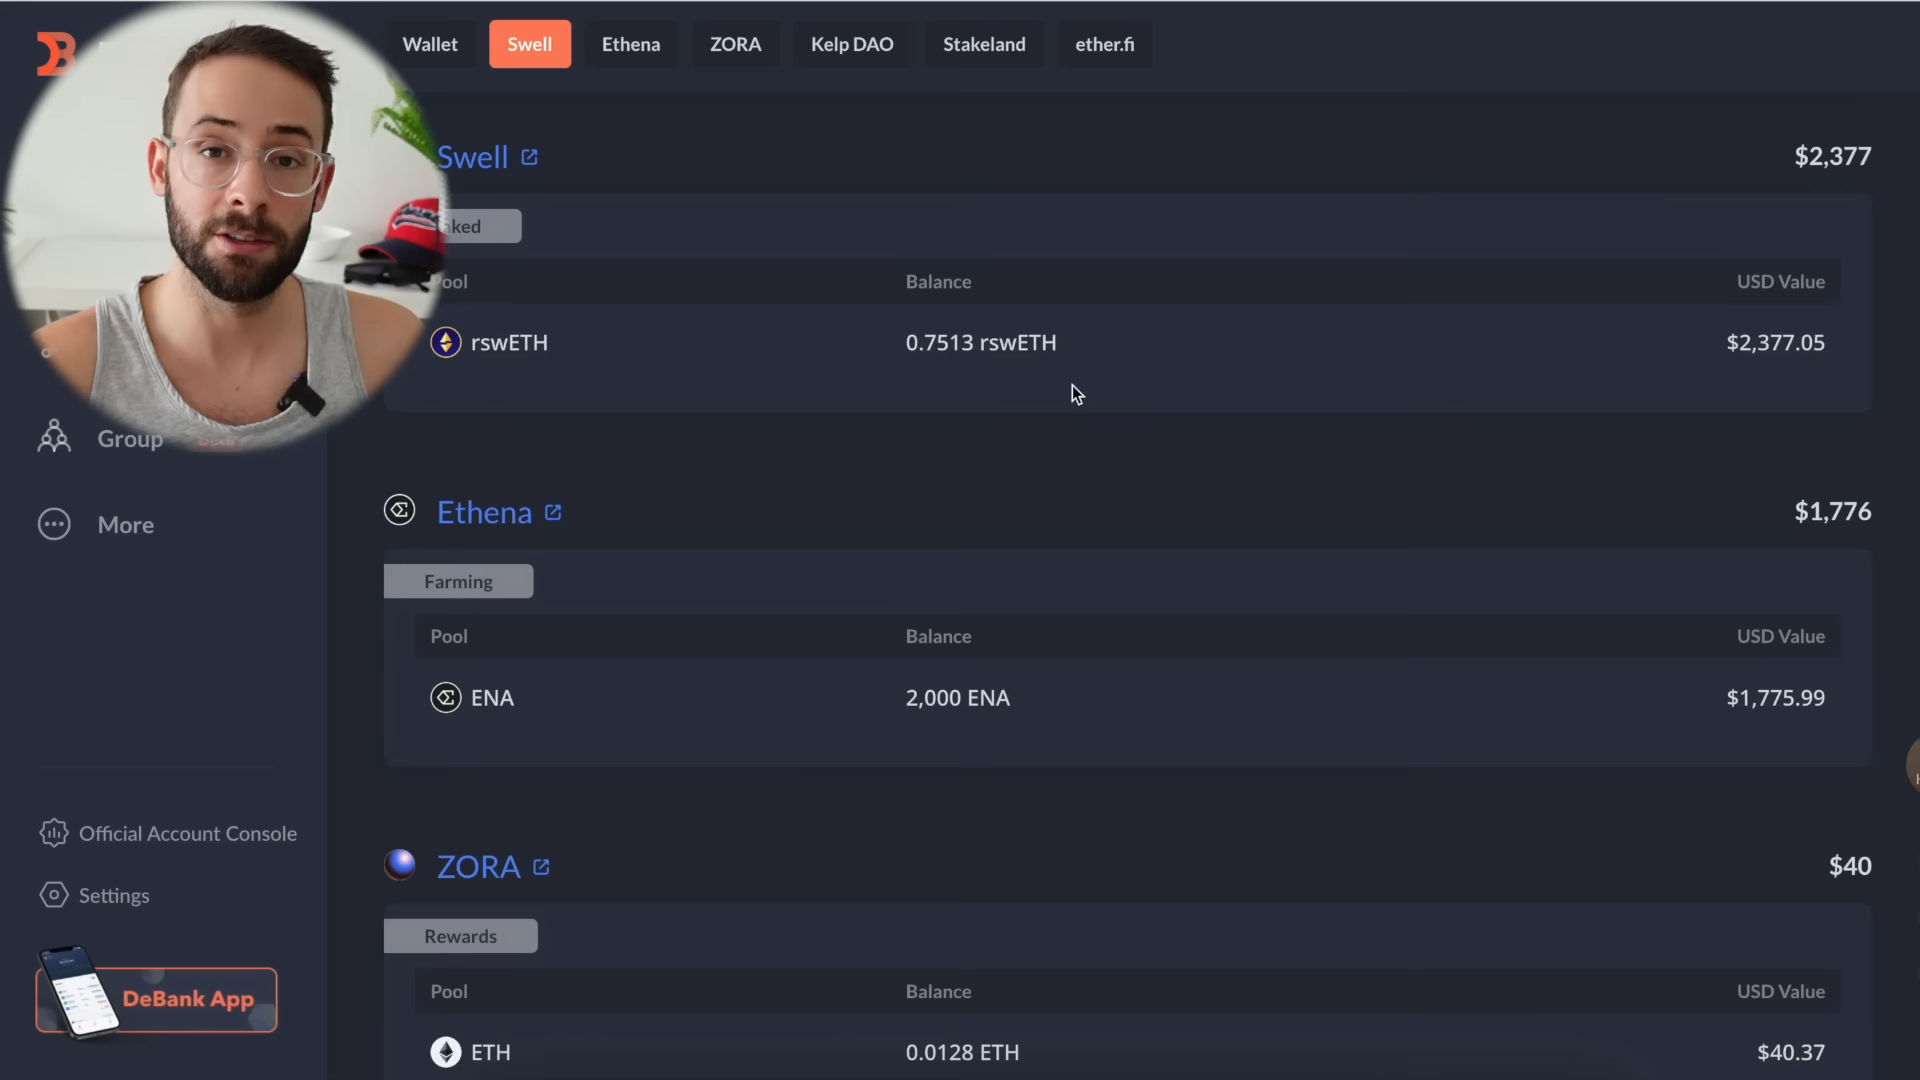 Wallet
Swell
Ethena
ZORA
Kelp DAO
Stakeland
ether.fi
Swell
$2,377
aked
Pool
Balance
USD Value
rswETH
0.7513 rswETH
$2,377.05
Group
More
Ethena
$1,776
Farming
Pool
Balance
USD Value
ENA
2,000 ENA
$1,775.99
Official Account Console
ZORA
$40
Settings
Rewards
Pool
Balance
USD Value
DeBank App
ETH
0.0128 ETH
$40.37